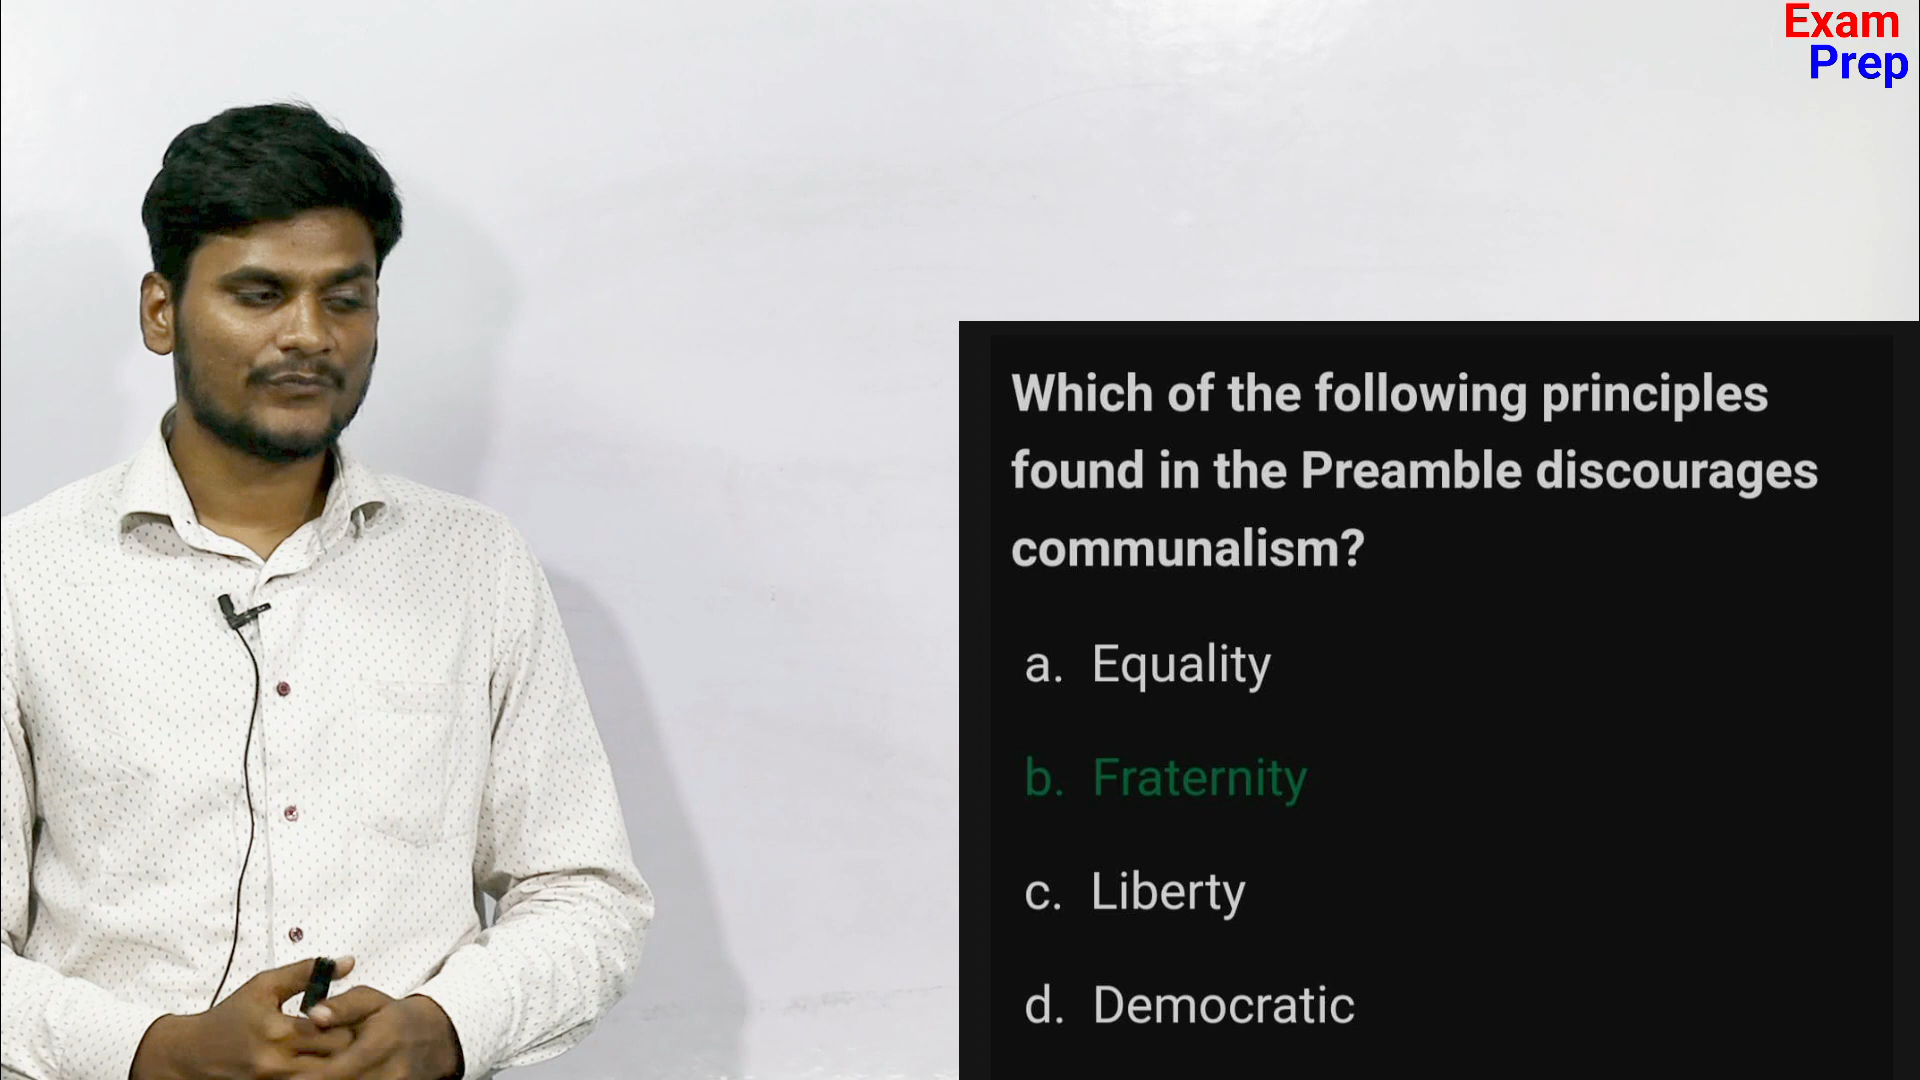 Exam
Prep
Which of the following principles
found in the Preamble discourages
communalism?
a. Equality
b. Fraternity
c. Liberty
d. Democratic